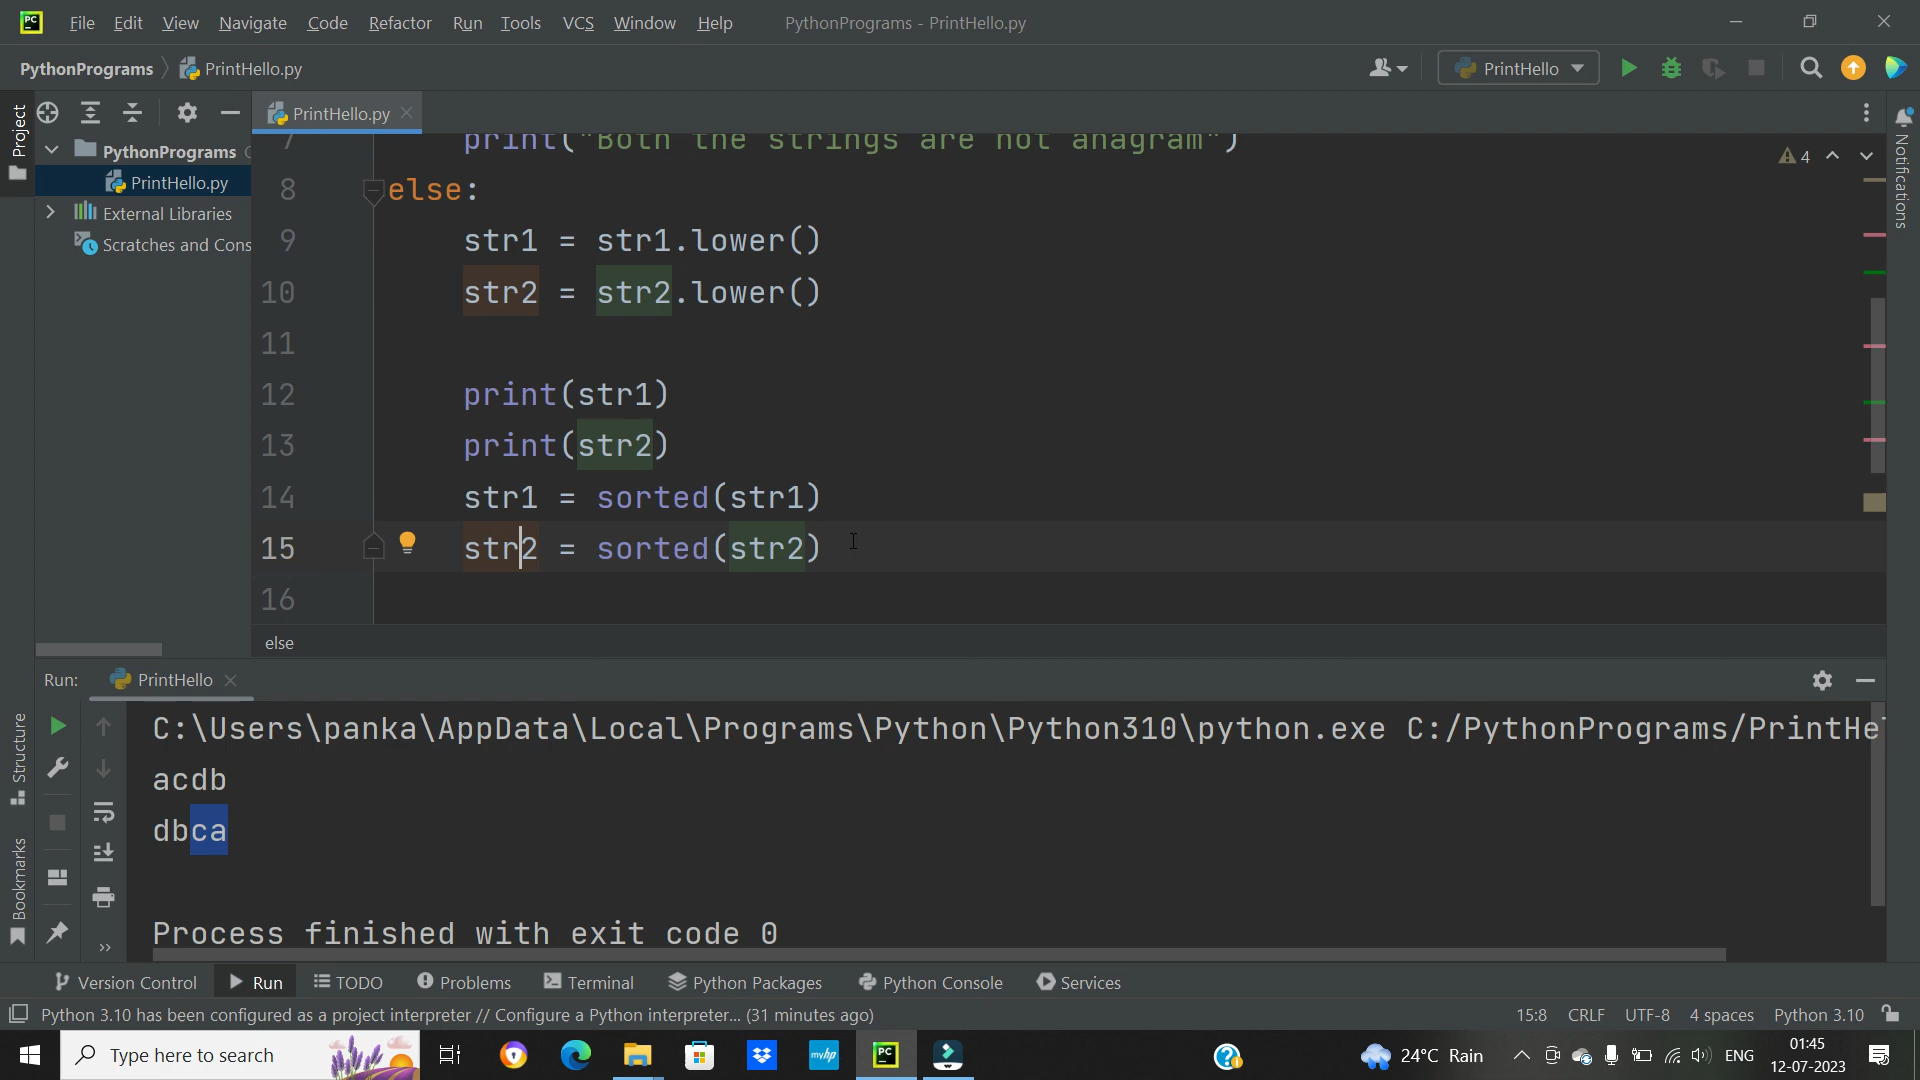 PC File Edit View Navigate Code Refactor Run Tools VCS Window Help PythonPrograms - PrintHello.py
PythonPrograms PrintHello.py PrintHello
Project
PrintHello.py
Notifications
PythonPrograms
PrintHello.py
External Libraries
Scratches and Cons
4
7 print("Both the strings are not anagram")
8 else:
9 str1 = str1.lower()
10 str2 = str2.lower()
11
12 print(str1)
13 print(str2)
14 str1 = sorted(str1)
15 str2 = sorted(str2)
16
else
Run: PrintHello
Structure
Bookmarks
C:\Users\panka\AppData\Local\Programs\Python\Python310\python.exe C:/PythonPrograms/PrintHe
acdb
dbca
Process finished with exit code 0
Version Control Run TODO Problems Terminal Python Packages Python Console Services
Python 3.10 has been configured as a project interpreter // Configure a Python interpreter... (31 minutes ago) 15:8 CRLF UTF-8 4 spaces Python 3.10
Type here to search myhp PC 24°C Rain ENG 01:45
12-07-2023